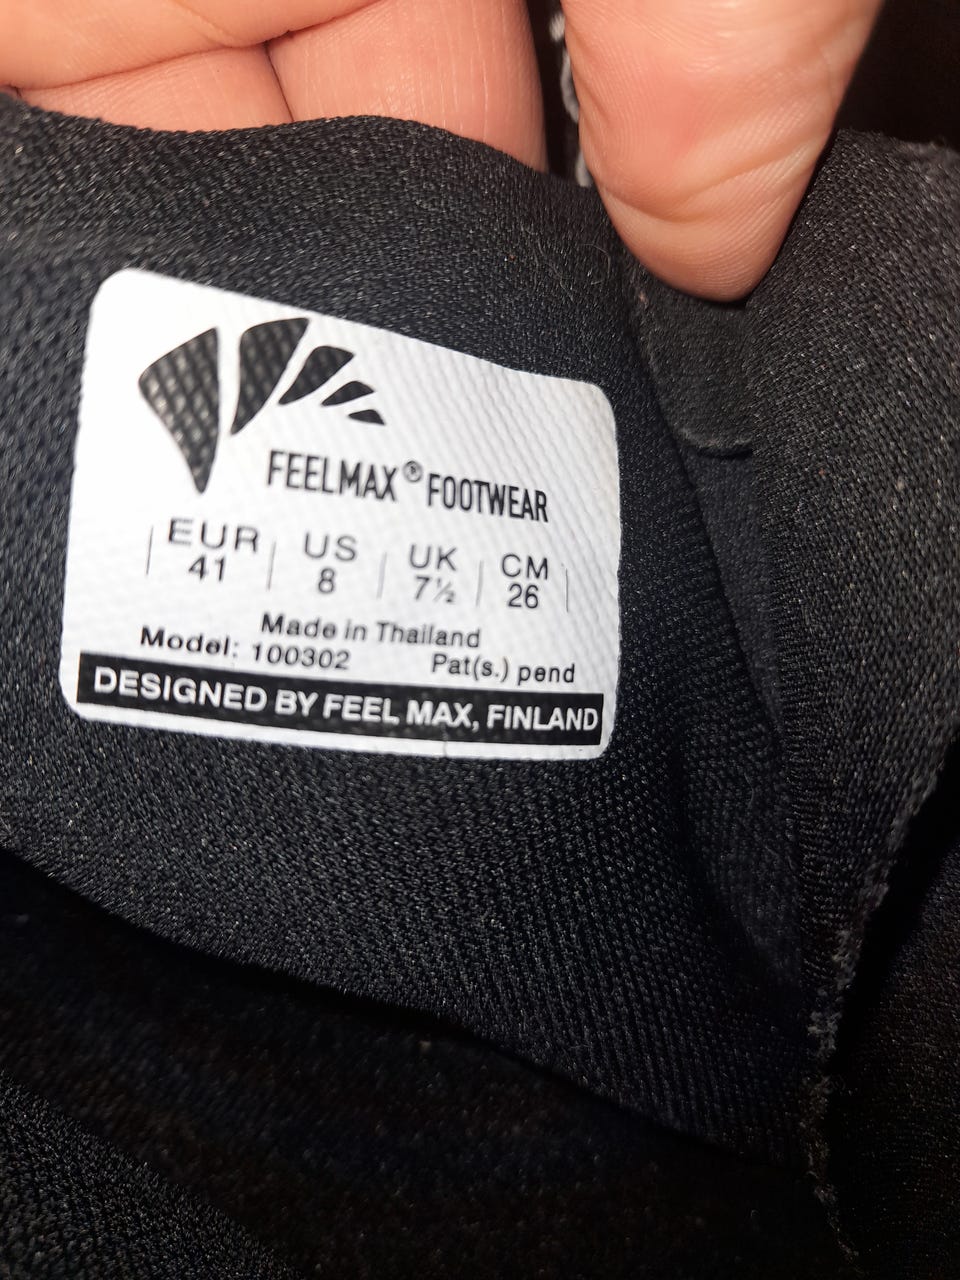 FEELMAX® FOOTWEAR
EUR US UK CM
41 8 7½ 26
Made in Thailand
Model: 100302 Pat(s.) pend
DESIGNED BY FEEL MAX, FINLAND